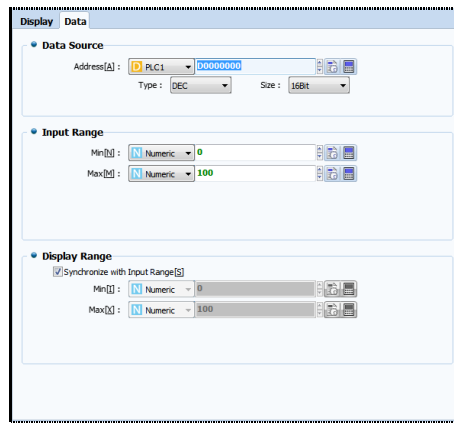 Display Data
Data Source
Address[A] : D PLC1 D0000000
Type : DEC Size : 16Bit
Input Range
Min[N] : N Numeric 0
Max[M] : N Numeric 100
Display Range
Synchronize with Input Range[S]
Min[I] : N Numeric 0
Max[X] : N Numeric 100